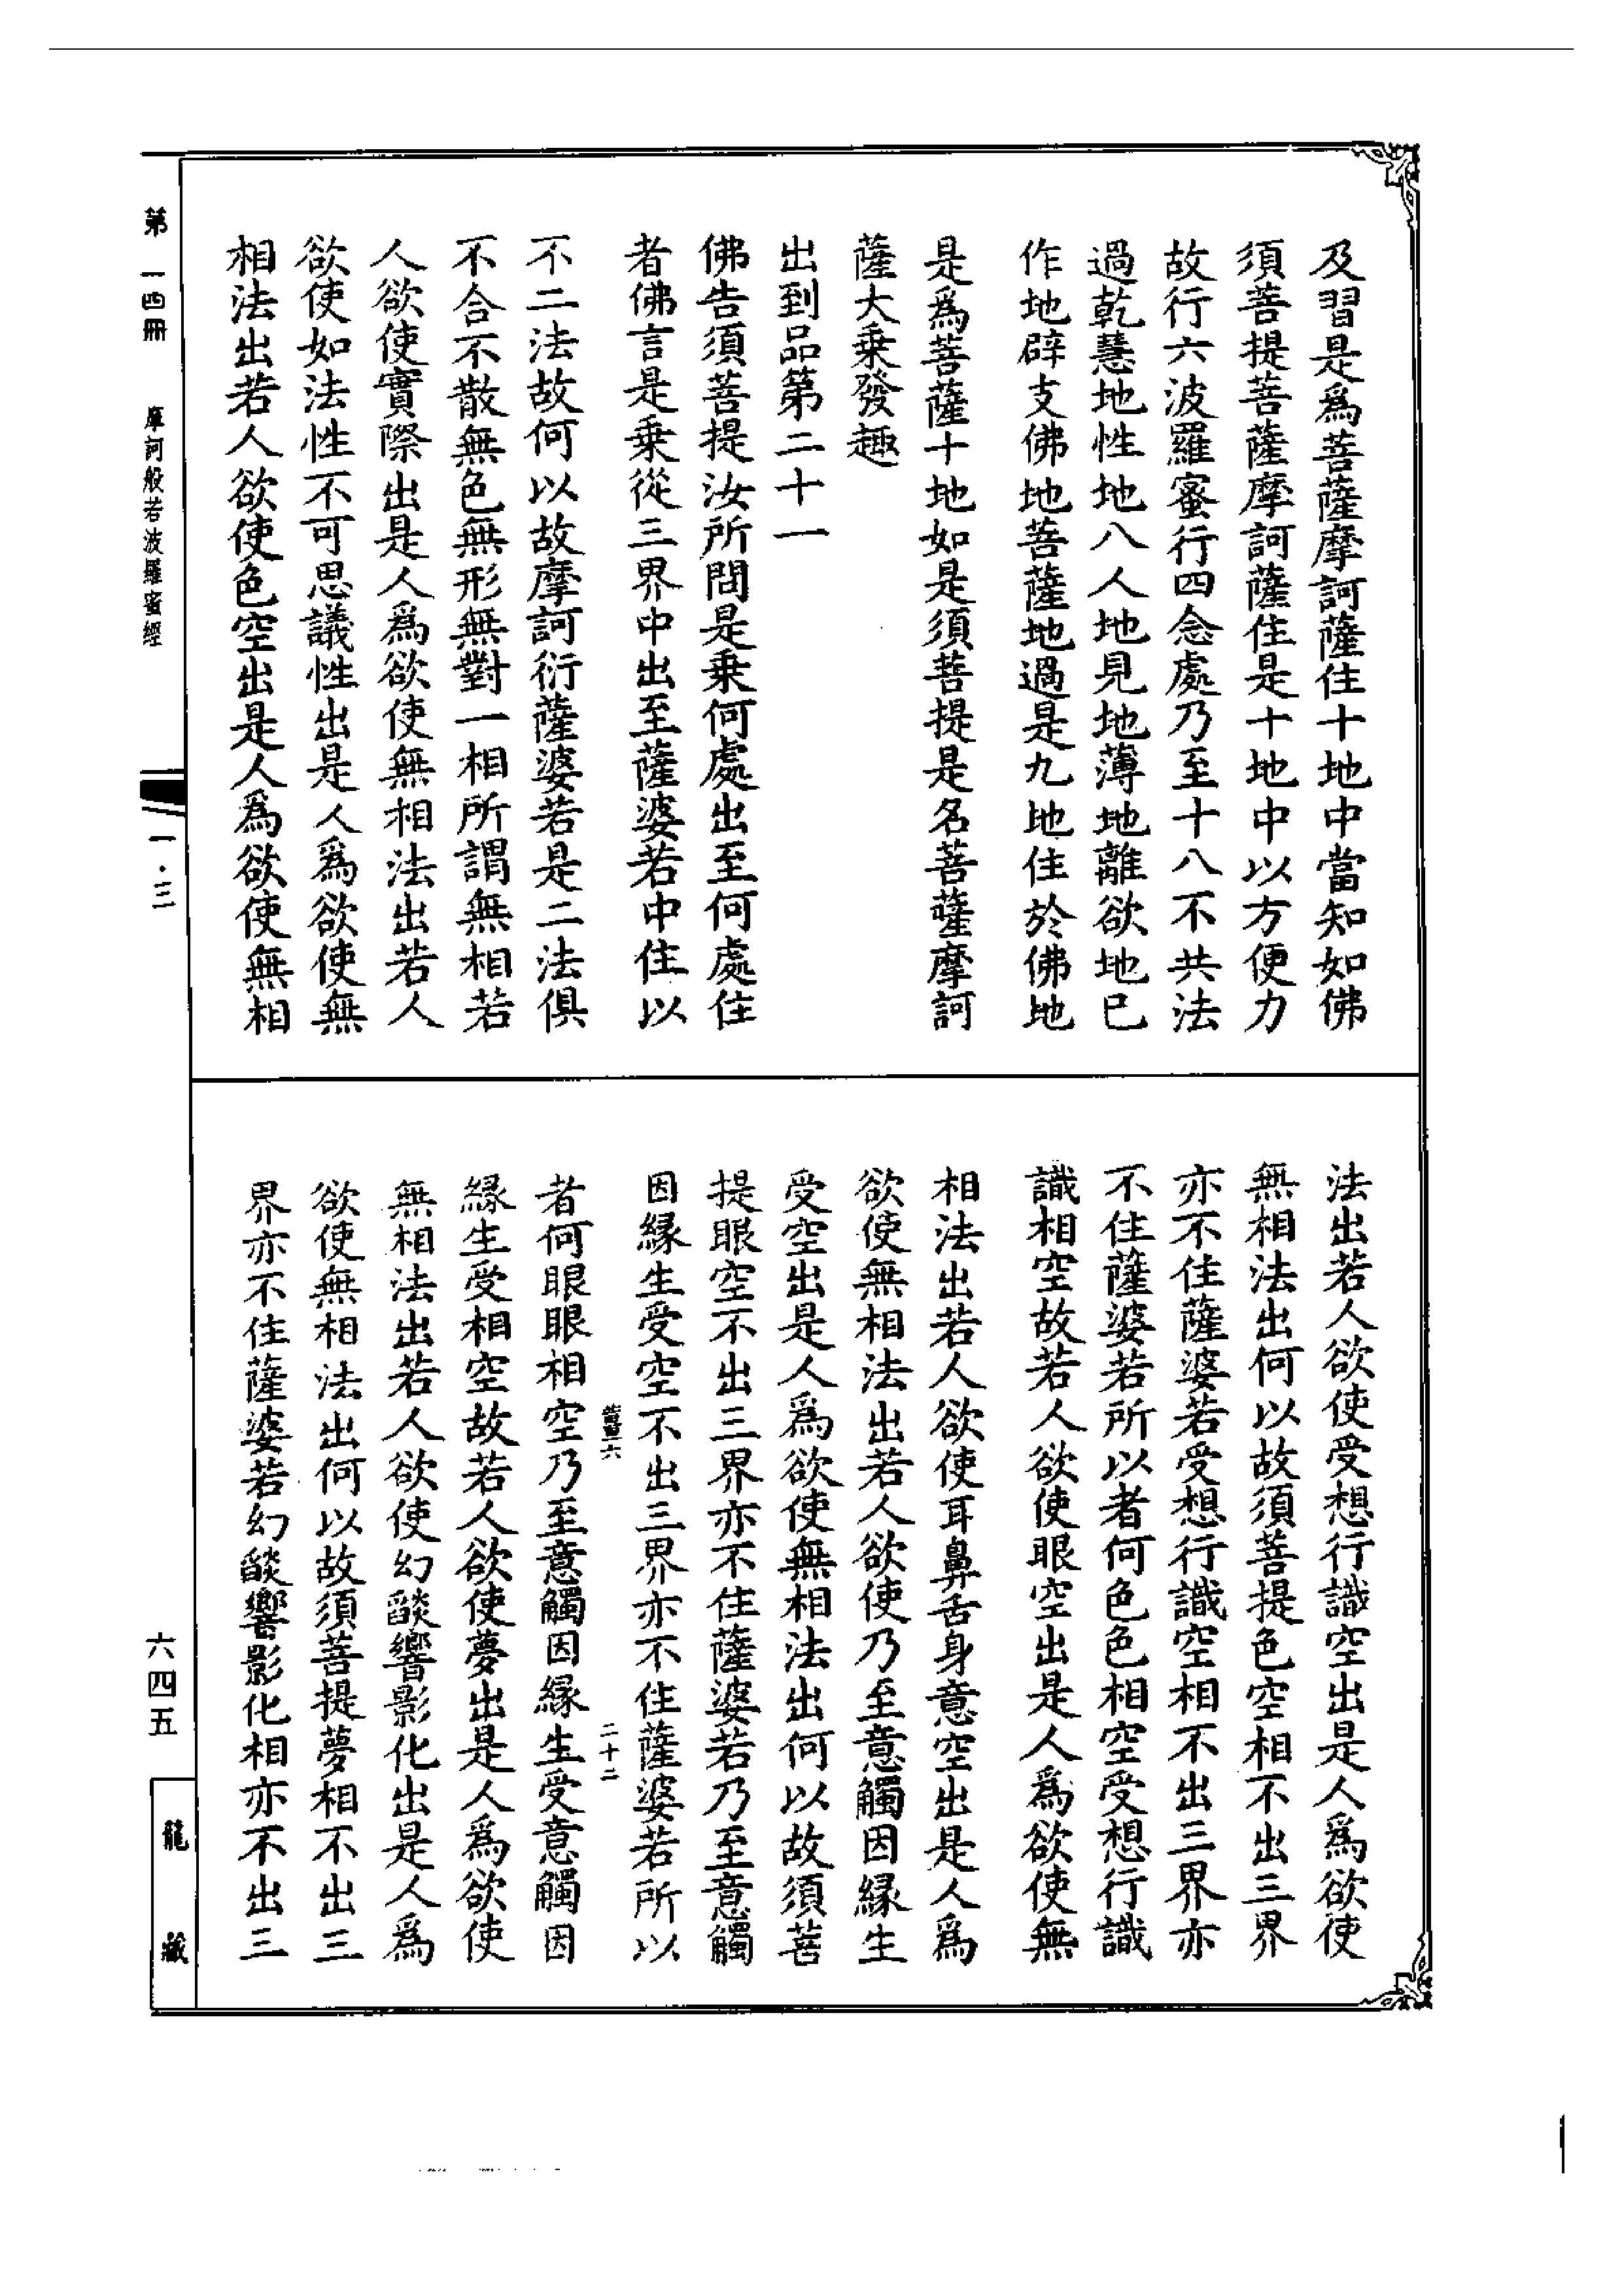 及習是爲菩薩摩訶薩住十地中當知如佛
須菩提菩薩摩訶薩住是十地中以方便力
故行六波羅蜜行四念處乃至十八不共法
過乾慧地性地八人地見地薄地離欲地已
作地辟支佛地菩薩地過是九地住於佛地
是爲菩薩十地如是須菩提是名菩薩摩訶
薩大乘發趣
出到品第二十一
佛告須菩提汝所問是乘何處出至何處住
者佛言是乘從三界中出至薩婆若中住以
不二法故何以故摩訶衍薩婆若是二法俱
不合不散無色無形無對一相所謂無相若
人欲使實際出是人爲欲使無相法出若人
欲使如法性不可思議性出是人爲欲使無
相法出若人欲使色空出是人爲欲使無相
法出若人欲使受想行識空出是人爲欲使
無相法出何以故須菩提色空相不出三界
亦不住薩婆若受想行識空相不出三界亦
不住薩婆若所以者何色色相空受想行識
識相空故若人欲使眼空出是人爲欲使無
相法出若人欲使耳鼻舌身意空出是人爲
欲使無相法出若人欲使乃至意觸因緣生
受空出是人爲欲使無相法出何以故須菩
提眼空不出三界亦不住薩婆若乃至意觸
因緣生受空不出三界亦不住薩婆若所以
二十二
者何眼眼相空乃至意觸因緣生受意觸因
緣生受相空故若人欲使夢出是人爲欲使
無相法出若人欲使幻燄響影化出是人爲
欲使無相法出何以故須菩提夢相不出三
界亦不住薩婆若幻燄響影化相亦不出三
第一四冊
摩訶般若波羅蜜經
一·三
六四五
龍藏